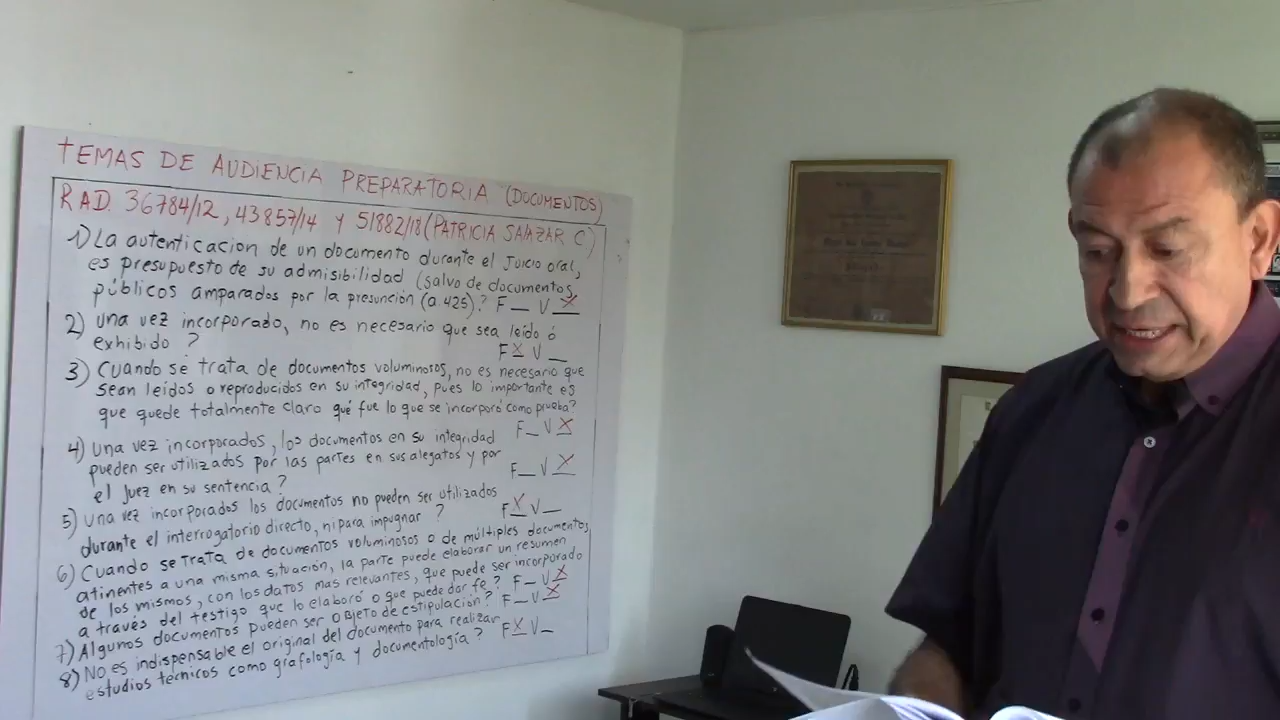 TEMAS DE AUDIENCIA PREPARATORIA (DOCUMENTOS)
RAD. 36784/12, 43857/14 Y 51882/18 (PATRICIA SALAZAR C)
1) La autenticacion de un documento durante el Juicio oral,
es presupuesto de su admisibilidad (salvo de documentos
públicos amparados por la presunción (a. 425)? F__ V X
2) Una vez incorporado, no es necesario que sea leído ó
exhibido ? F X V __
3) Cuando se trata de documentos voluminosos, no es necesario que
sean leídos o reproducidos en su integridad, pues lo importante es
que quede totalmente claro qué fue lo que se incorporó como prueba?
F__ V X
4) Una vez incorporados, los documentos en su integridad
pueden ser utilizados por las partes en sus alegatos y por
el Juez en su sentencia ? F__ V X
5) Una vez incorporados los documentos no pueden ser utilizados
durante el interrogatorio directo, ni para impugnar ? F X V __
6) Cuando se trata de documentos voluminosos o de múltiples documentos,
atinentes a una misma situación, la parte puede elaborar un resumen
de los mismos, con los datos mas relevantes, que puede ser incorporado
a través del testigo que lo elaboró o que puede dar fe ? F__ V X
7) Algunos documentos pueden ser objeto de estipulación? F__ V X
8) No es indispensable el original del documento para realizar
estudios técnicos como grafología y documentología ? F X V __